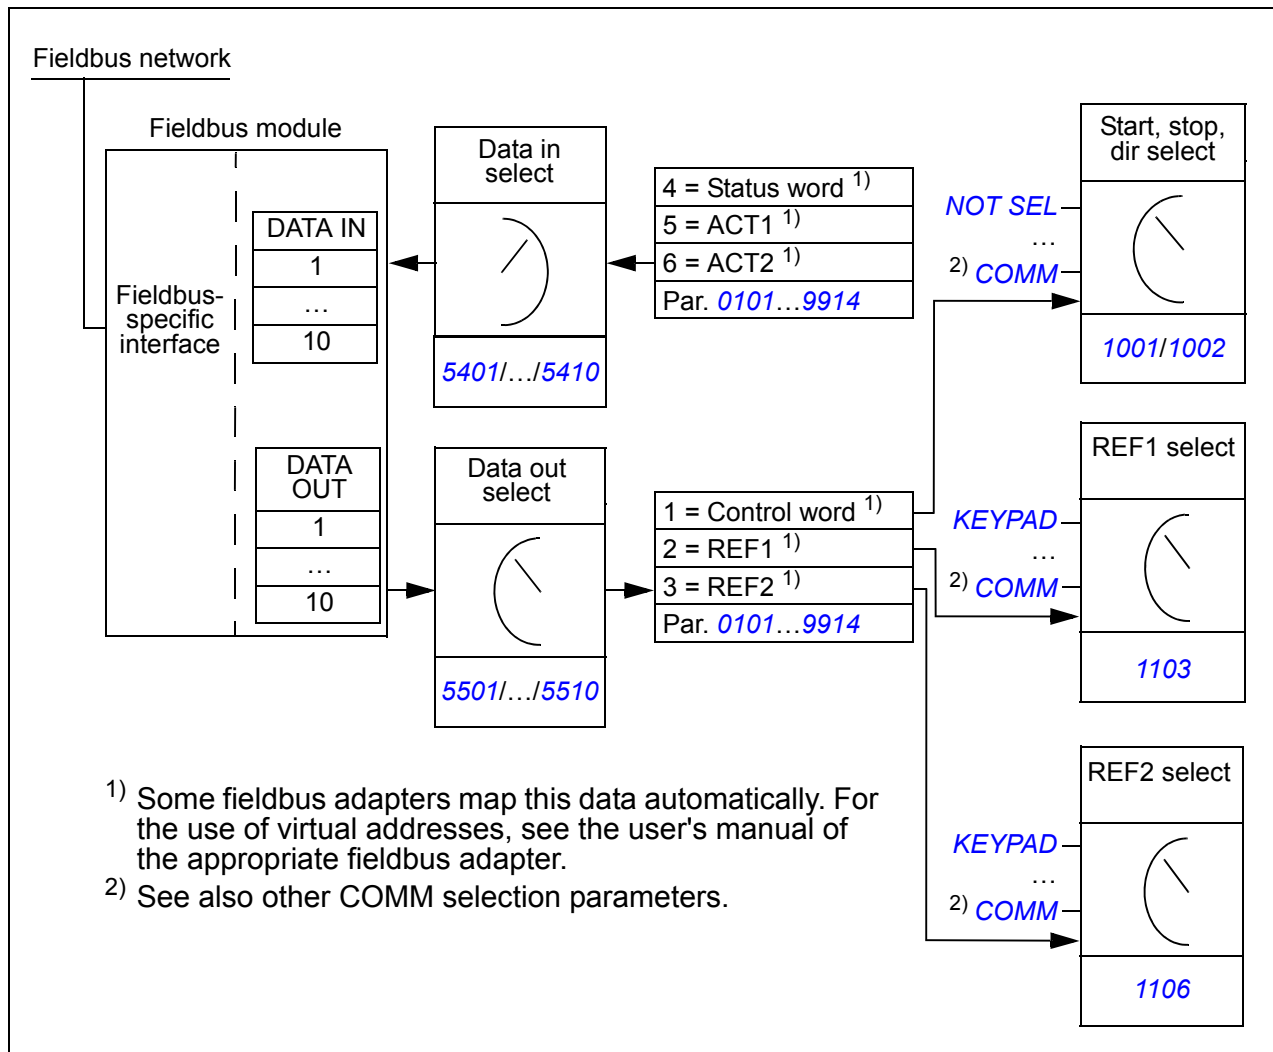 Fieldbus network
Fieldbus module
Fieldbus-
specific
interface
DATA IN
1
…
10
DATA
OUT
1
…
10
Data in
select
5401/…/5410
4 = Status word 1)
5 = ACT1 1)
6 = ACT2 1)
Par. 0101…9914
Data out
select
5501/…/5510
1 = Control word 1)
2 = REF1 1)
3 = REF2 1)
Par. 0101…9914
Start, stop,
dir select
NOT SEL
…
2) COMM
1001/1002
REF1 select
KEYPAD
…
2) COMM
1103
REF2 select
KEYPAD
…
2) COMM
1106
1) Some fieldbus adapters map this data automatically. For
the use of virtual addresses, see the user's manual of
the appropriate fieldbus adapter.
2) See also other COMM selection parameters.